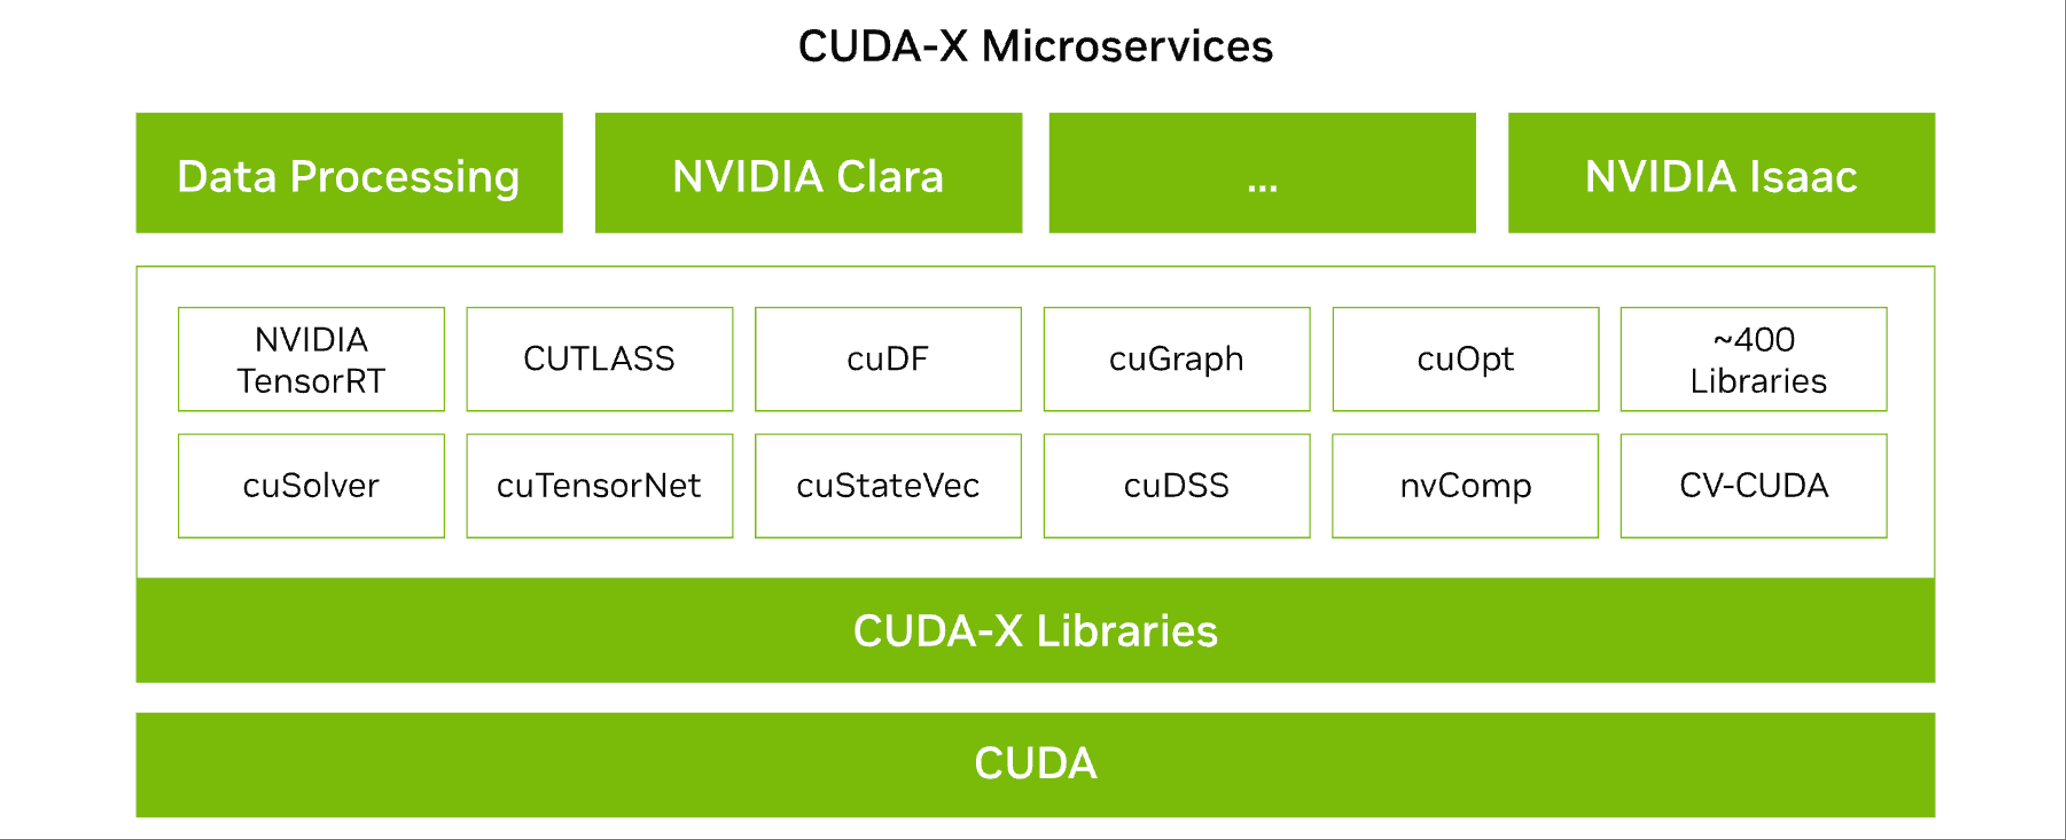 CUDA-X Microservices
Data Processing
NVIDIA Clara
...
NVIDIA Isaac
NVIDIA
TensorRT
CUTLASS
cuDF
cuGraph
cuOpt
~400
Libraries
cuSolver
cuTensorNet
cuStateVec
cuDSS
nvComp
CV-CUDA
CUDA-X Libraries
CUDA